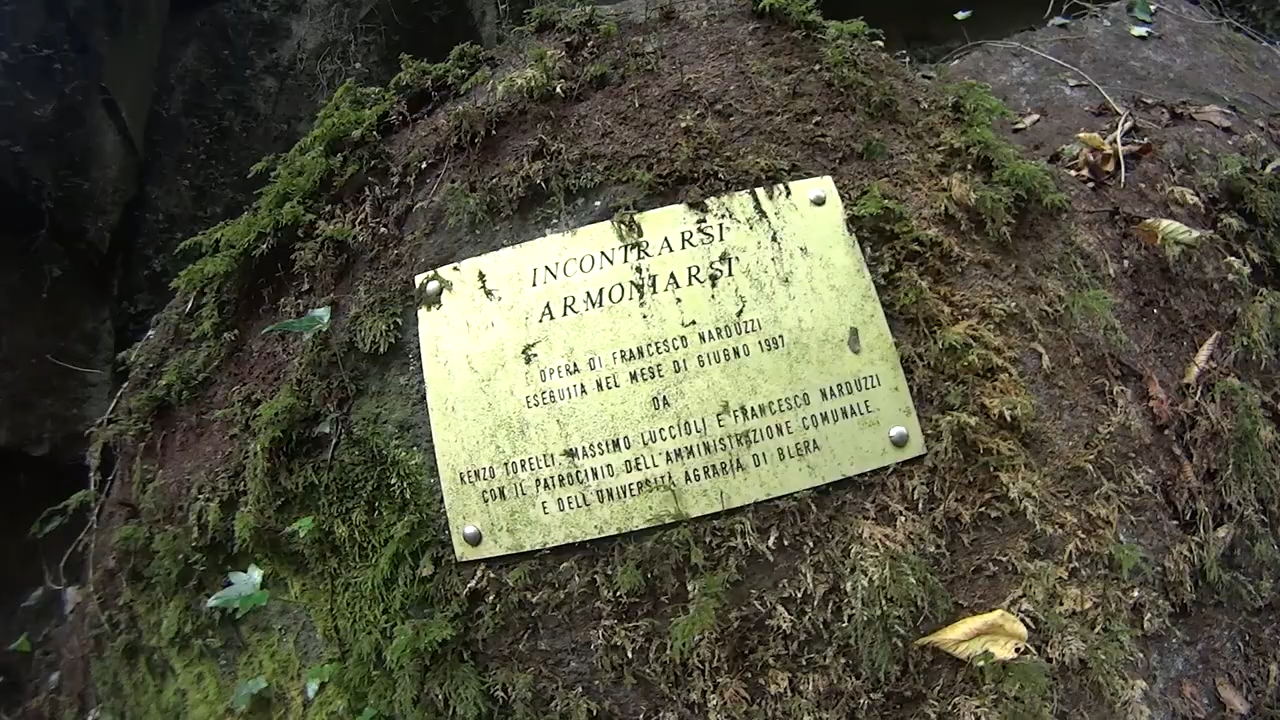 INCONTRARSI
ARMONIARSI
OPERA DI FRANCESCO NARDUZZI
ESEGUITA NEL MESE DI GIUGNO 1997
DA
RENZO TORELLI, MASSIMO LUCCIOLI E FRANCESCO NARDUZZI
CON IL PATROCINIO DELL'AMMINISTRAZIONE COMUNALE
E DELL'UNIVERSITÀ AGRARIA DI BLERA